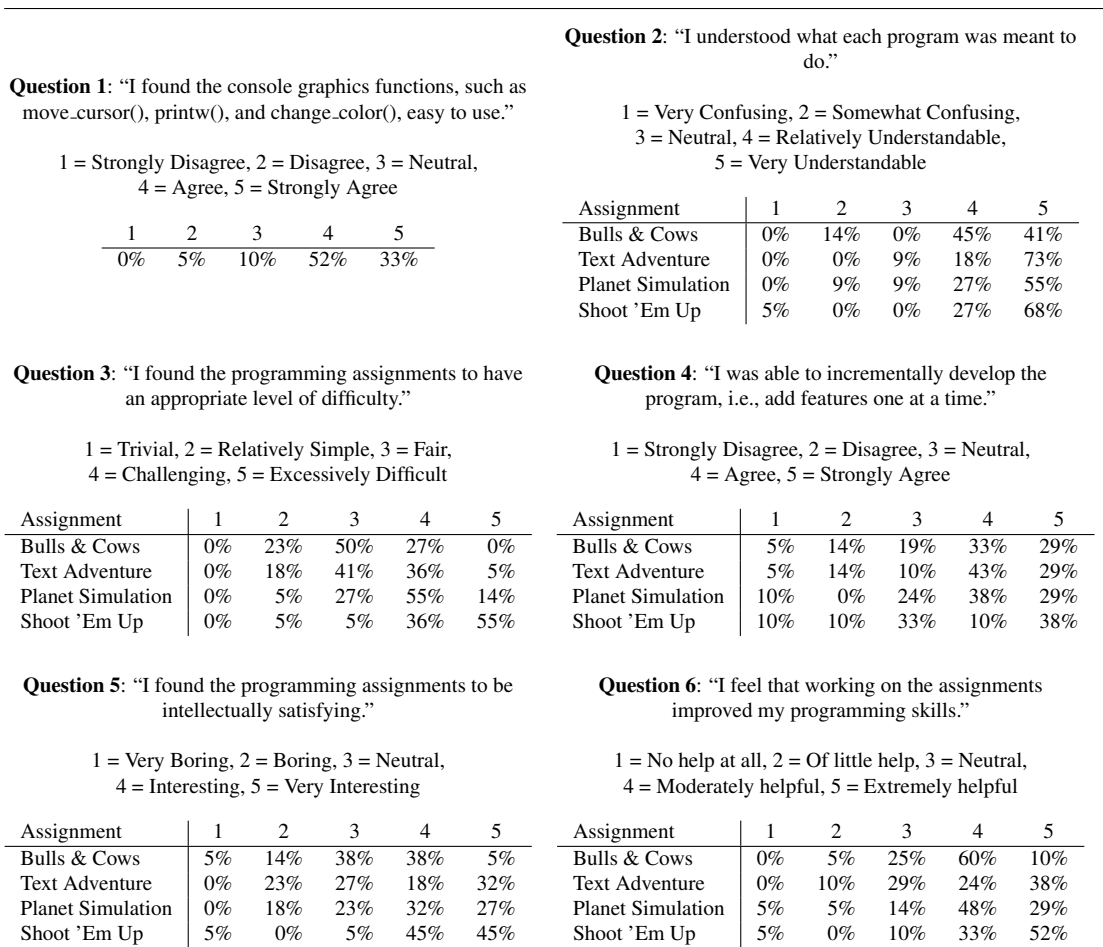 Question 1: “I found the console graphics functions, such as
move_cursor(), printw(), and change_color(), easy to use.”
1 = Strongly Disagree, 2 = Disagree, 3 = Neutral,
4 = Agree, 5 = Strongly Agree
1 2 3 4 5
0% 5% 10% 52% 33%
Question 2: “I understood what each program was meant to
do.”
1 = Very Confusing, 2 = Somewhat Confusing,
3 = Neutral, 4 = Relatively Understandable,
5 = Very Understandable
Assignment 1 2 3 4 5
Bulls & Cows 0% 14% 0% 45% 41%
Text Adventure 0% 0% 9% 18% 73%
Planet Simulation 0% 9% 9% 27% 55%
Shoot ’Em Up 5% 0% 0% 27% 68%
Question 3: “I found the programming assignments to have
an appropriate level of difficulty.”
1 = Trivial, 2 = Relatively Simple, 3 = Fair,
4 = Challenging, 5 = Excessively Difficult
Assignment 1 2 3 4 5
Bulls & Cows 0% 23% 50% 27% 0%
Text Adventure 0% 18% 41% 36% 5%
Planet Simulation 0% 5% 27% 55% 14%
Shoot ’Em Up 0% 5% 5% 36% 55%
Question 4: “I was able to incrementally develop the
program, i.e., add features one at a time.”
1 = Strongly Disagree, 2 = Disagree, 3 = Neutral,
4 = Agree, 5 = Strongly Agree
Assignment 1 2 3 4 5
Bulls & Cows 5% 14% 19% 33% 29%
Text Adventure 5% 14% 10% 43% 29%
Planet Simulation 10% 0% 24% 38% 29%
Shoot ’Em Up 10% 10% 33% 10% 38%
Question 5: “I found the programming assignments to be
intellectually satisfying.”
1 = Very Boring, 2 = Boring, 3 = Neutral,
4 = Interesting, 5 = Very Interesting
Assignment 1 2 3 4 5
Bulls & Cows 5% 14% 38% 38% 5%
Text Adventure 0% 23% 27% 18% 32%
Planet Simulation 0% 18% 23% 32% 27%
Shoot ’Em Up 5% 0% 5% 45% 45%
Question 6: “I feel that working on the assignments
improved my programming skills.”
1 = No help at all, 2 = Of little help, 3 = Neutral,
4 = Moderately helpful, 5 = Extremely helpful
Assignment 1 2 3 4 5
Bulls & Cows 0% 5% 25% 60% 10%
Text Adventure 0% 10% 29% 24% 38%
Planet Simulation 5% 5% 14% 48% 29%
Shoot ’Em Up 5% 0% 10% 33% 52%